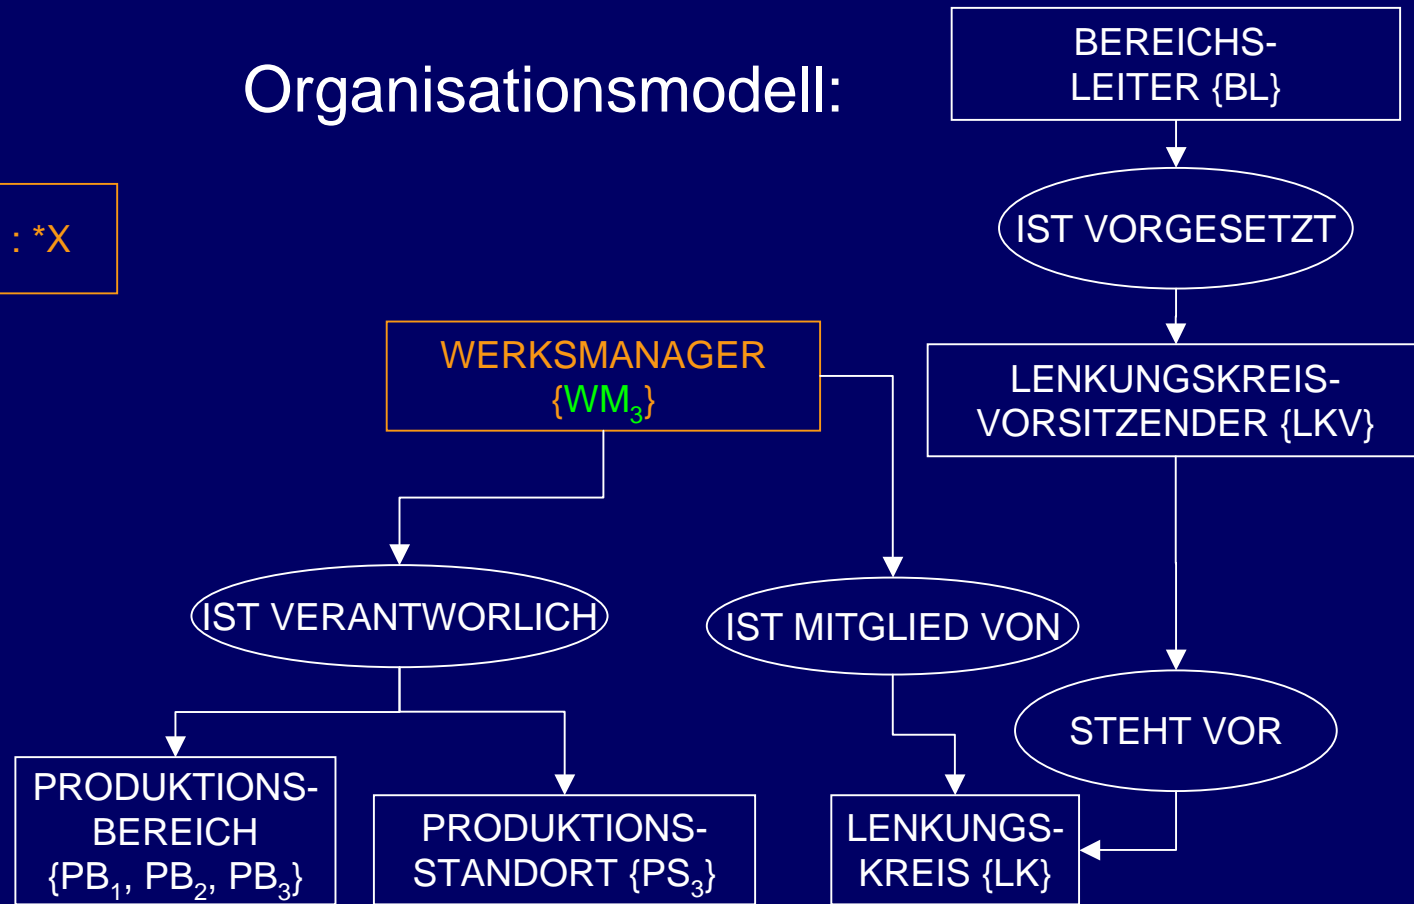 Organisationsmodell:
BEREICHS-
LEITER {BL}
: *X
IST VORGESETZT
WERKSMANAGER
{WM₃}
LENKUNGSKREIS-
VORSITZENDER {LKV}
IST VERANTWORLICH
IST MITGLIED VON
STEHT VOR
PRODUKTIONS-
BEREICH
{PB₁, PB₂, PB₃}
PRODUKTIONS-
STANDORT {PS₃}
LENKUNGS-
KREIS {LK}